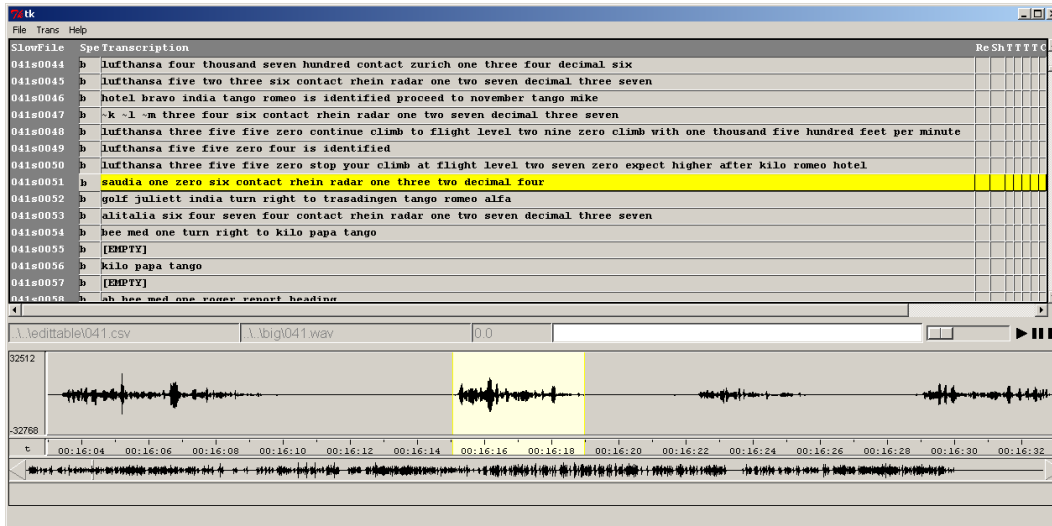 7% tk
File Trans Help
SlowFile Spe Transcription Re Sh T T T T C
041s0044 b lufthansa four thousand seven hundred contact zurich one three four decimal six
041s0045 b lufthansa five two three six contact rhein radar one two seven decimal three seven
041s0046 b hotel bravo india tango romeo is identified proceed to november tango mike
041s0047 b ~k ~l ~m three four six contact rhein radar one two seven decimal three seven
041s0048 b lufthansa three five five zero continue climb to flight level two nine zero climb with one thousand five hundred feet per minute
041s0049 b lufthansa five five zero four is identified
041s0050 b lufthansa three five five zero stop your climb at flight level two seven zero expect higher after kilo romeo hotel
041s0051 b saudia one zero six contact rhein radar one three two decimal four
041s0052 b golf juliett india turn right to trasadingen tango romeo alfa
041s0053 b alitalia six four seven four contact rhein radar one two seven decimal three seven
041s0054 b bee med one turn right to kilo papa tango
041s0055 b [EMPTY]
041s0056 b kilo papa tango
041s0057 b [EMPTY]
041s0058 b ah bee med one roger report heading
..\..\edittable\041.csv ..\..\big\041.wav 0.0
32512
-32768
t 00:16:04 00:16:06 00:16:08 00:16:10 00:16:12 00:16:14 00:16:16 00:16:18 00:16:20 00:16:22 00:16:24 00:16:26 00:16:28 00:16:30 00:16:32